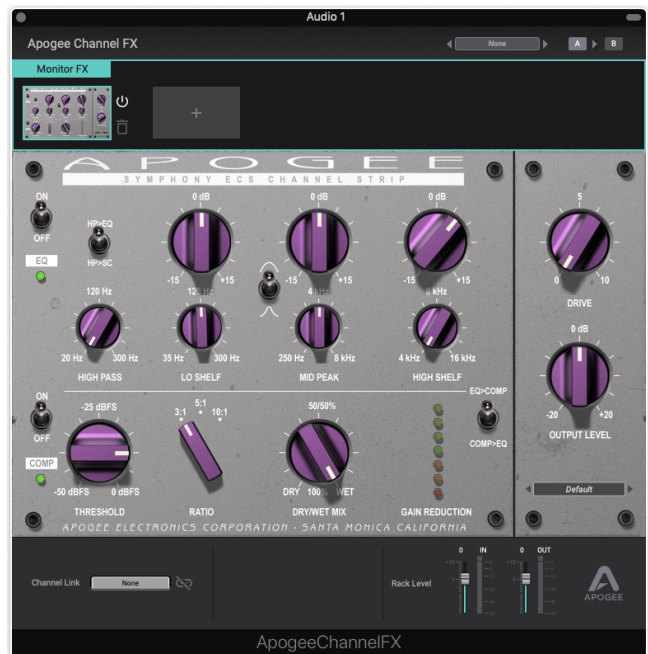 Audio 1
Apogee Channel FX
None
A B
Monitor FX
+
APOGEE
SYMPHONY ECS CHANNEL STRIP
ON
OFF
EQ
HP>EQ
HP>SC
0 dB
-15 +15
0 dB
-15 +15
0 dB
-15 +15
120 Hz
20 Hz 300 Hz
HIGH PASS
120 Hz
35 Hz 300 Hz
LO SHELF
4 kHz
250 Hz 8 kHz
MID PEAK
8 kHz
4 kHz 16 kHz
HIGH SHELF
5
0 10
DRIVE
0 dB
-20 +20
OUTPUT LEVEL
Default
ON
OFF
COMP
-25 dBFS
-50 dBFS 0 dBFS
THRESHOLD
3:1 5:1 10:1
RATIO
50/50%
DRY 100% WET
DRY/WET MIX
GAIN REDUCTION
EQ>COMP
COMP>EQ
APOGEE ELECTRONICS CORPORATION · SANTA MONICA CALIFORNIA
Channel Link
None
Rack Level
0 IN
0 OUT
APOGEE
ApogeeChannelFX